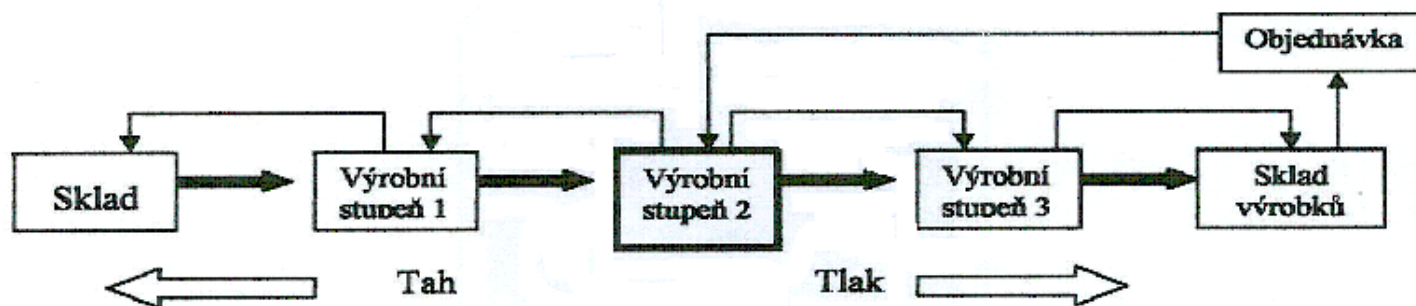 Objednávka
Sklad
Výrobní
stupeň 1
Výrobní
stupeň 2
Výrobní
stupeň 3
Sklad
výrobků
Tah
Tlak